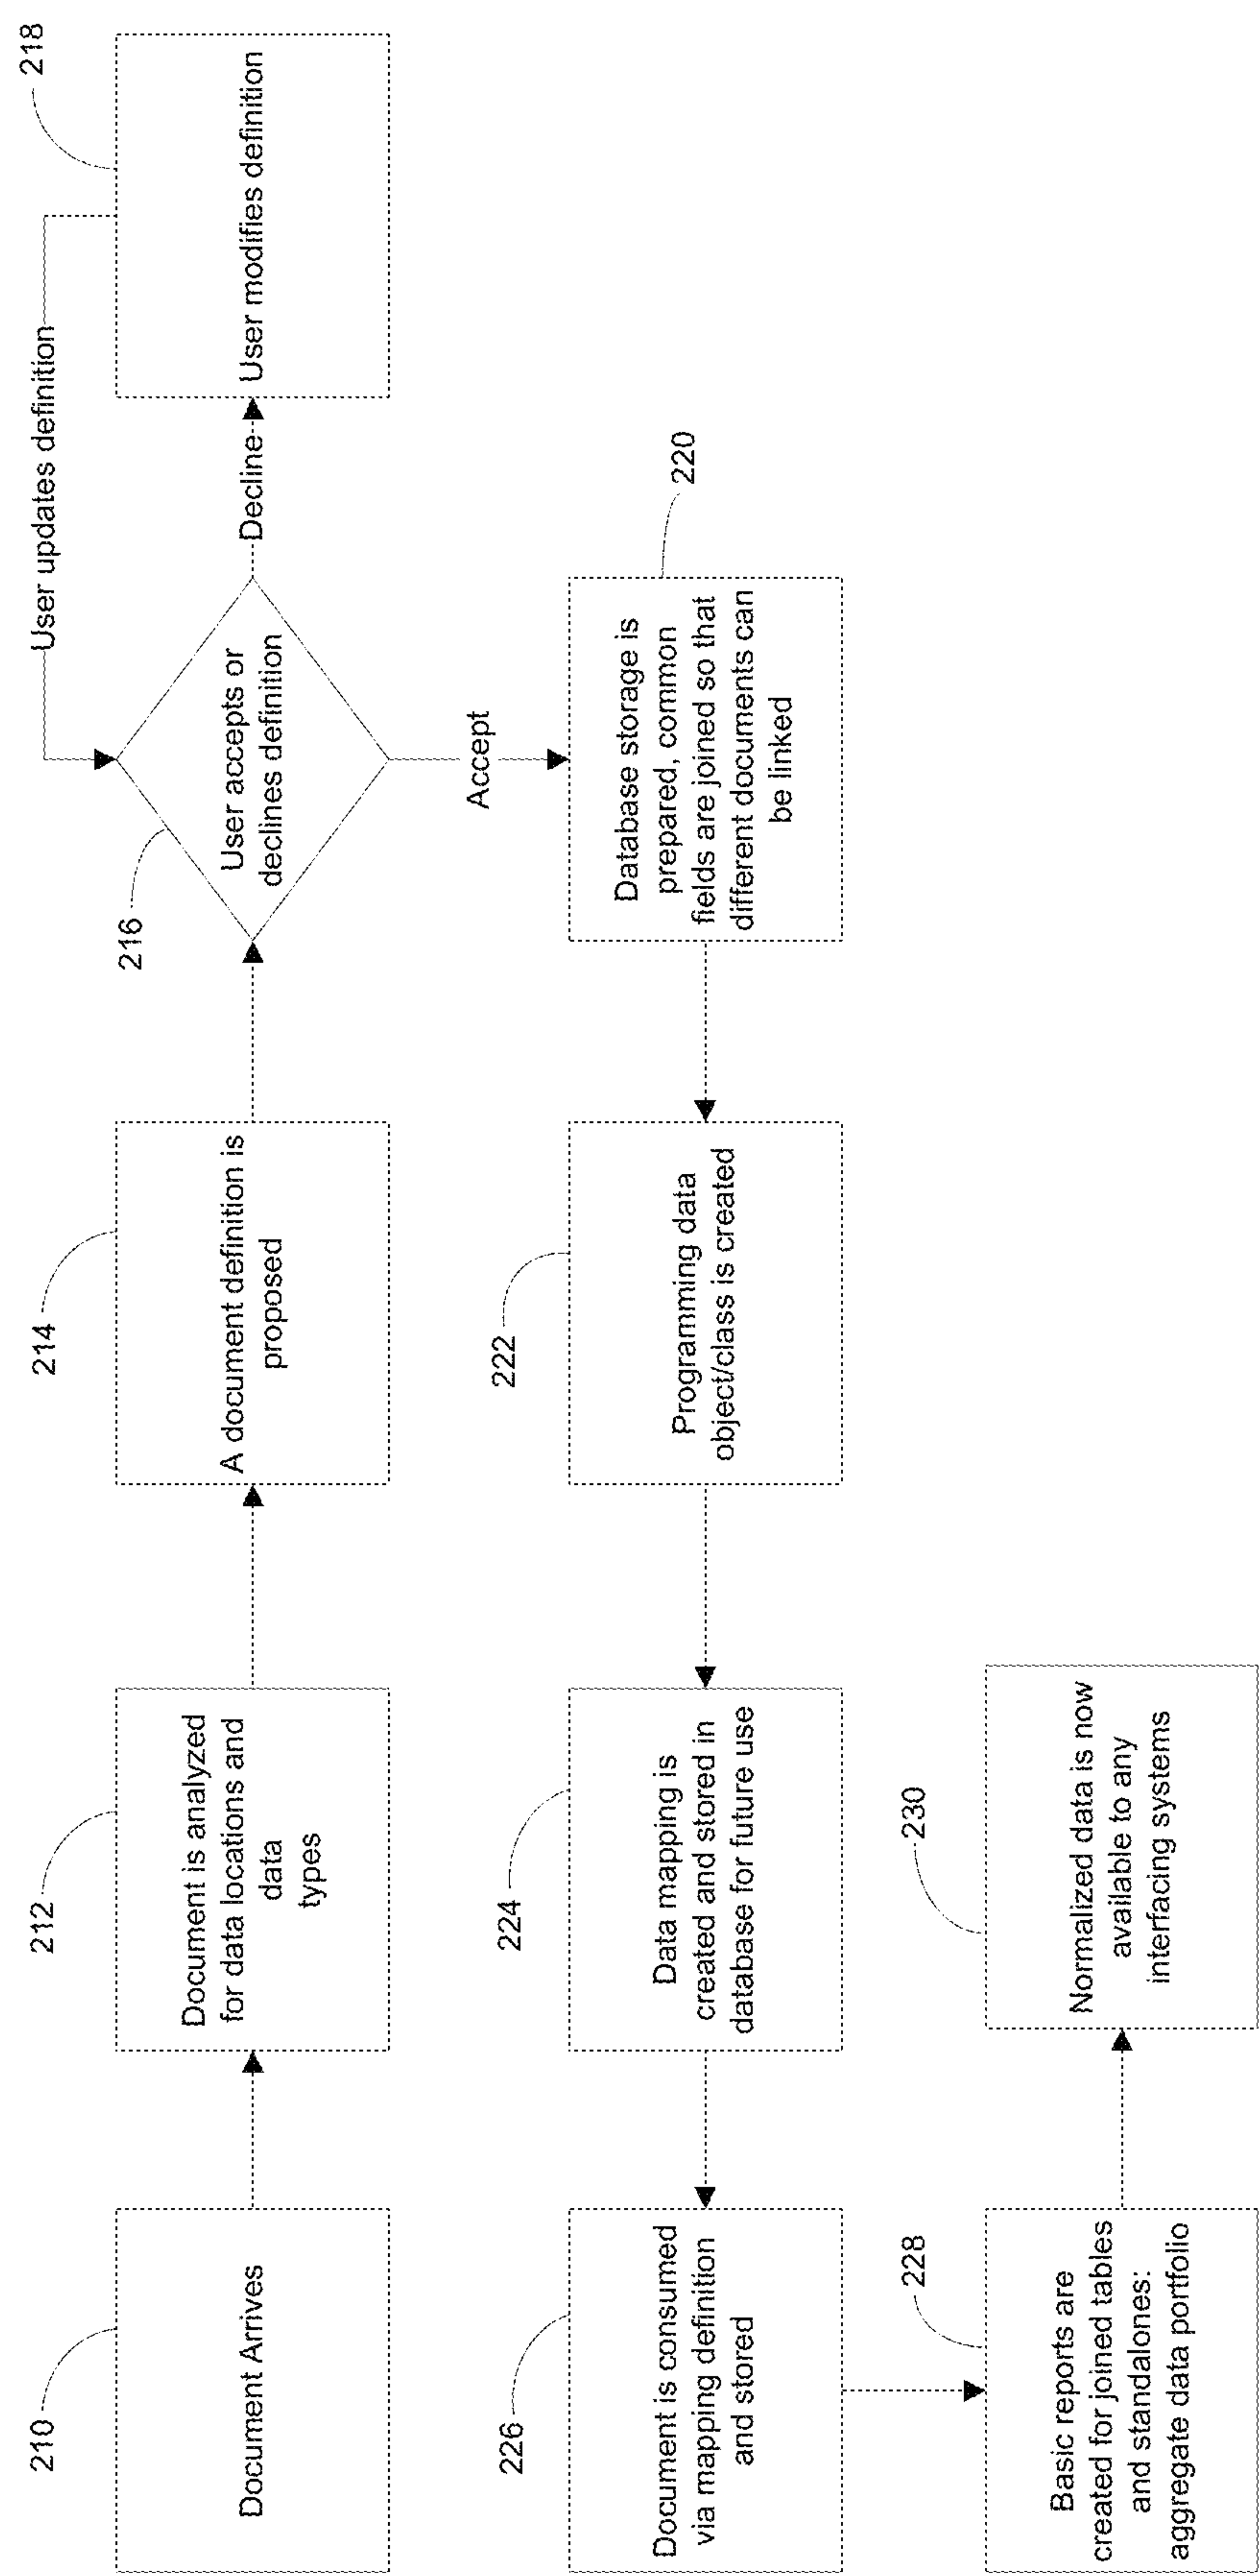 210
Document Arrives
212
Document is analyzed
for data locations and
data
types
214
A document definition is
proposed
216
User accepts or
declines definition
Decline
User updates definition
218
User modifies definition
Accept
220
Database storage is
prepared, common
fields are joined so that
different documents can
be linked
222
Programming data
object/class is created
224
Data mapping is
created and stored in
database for future use
226
Document is consumed
via mapping definition
and stored
228
Basic reports are
created for joined tables
and standalones:
aggregate data portfolio
230
Normalized data is now
available to any
interfacing systems